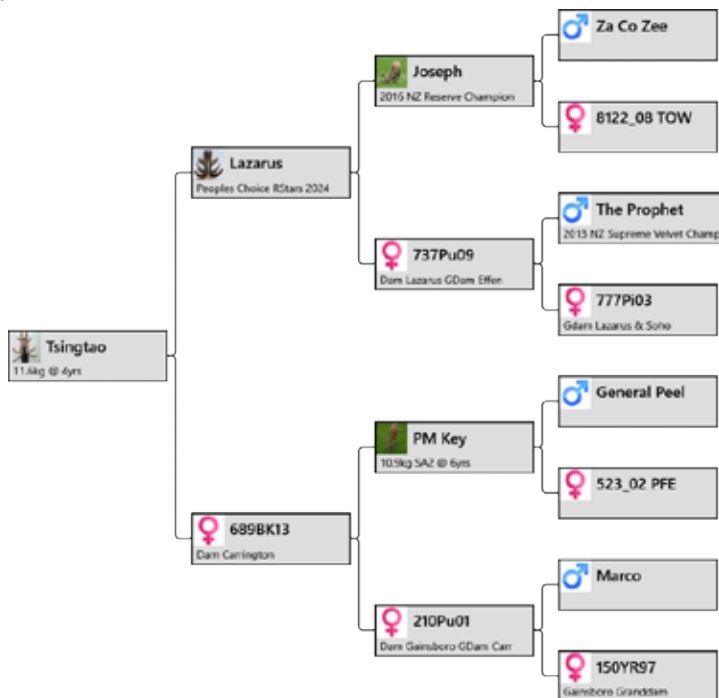 Za Co Zee
Joseph
2016 NZ Reserve Champion
8122_08 TOW
Lazarus
Peoples Choice RStars 2024
The Prophet
2013 NZ Supreme Velvet Champ
737Pu09
Dam Lazarus GDam Effen
777Pi03
Gdam Lazarus & Soho
Tsingtao
11.6kg @ 4yrs
General Peel
PM Key
10.9kg SA2 @ 6yrs
523_02 PFE
689BK13
Dam Carrington
Marco
210Pu01
Dam Gainsboro GDam Carr
150YR97
Gainsboro Granddam